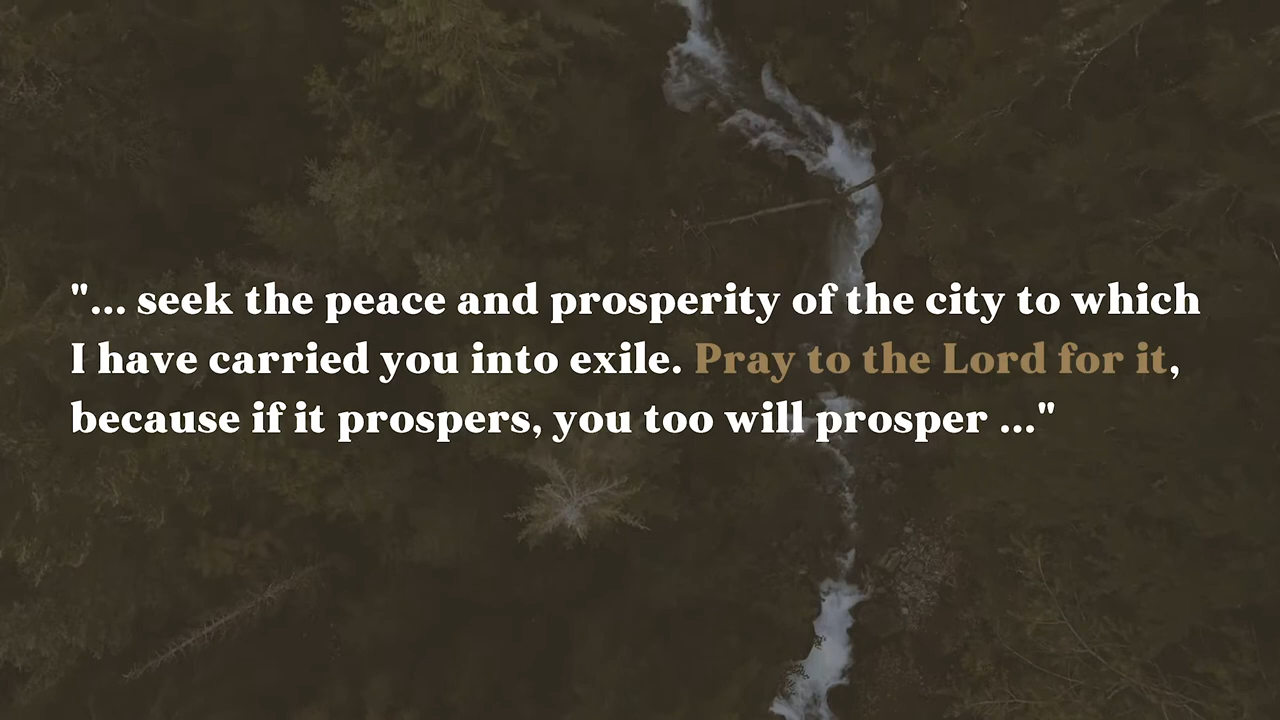 "... seek the peace and prosperity of the city to which
I have carried you into exile. Pray to the Lord for it,
because if it prospers, you too will prosper ..."